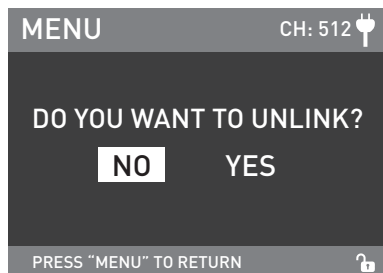 MENU CH: 512
DO YOU WANT TO UNLINK?
NO YES
PRESS “MENU” TO RETURN